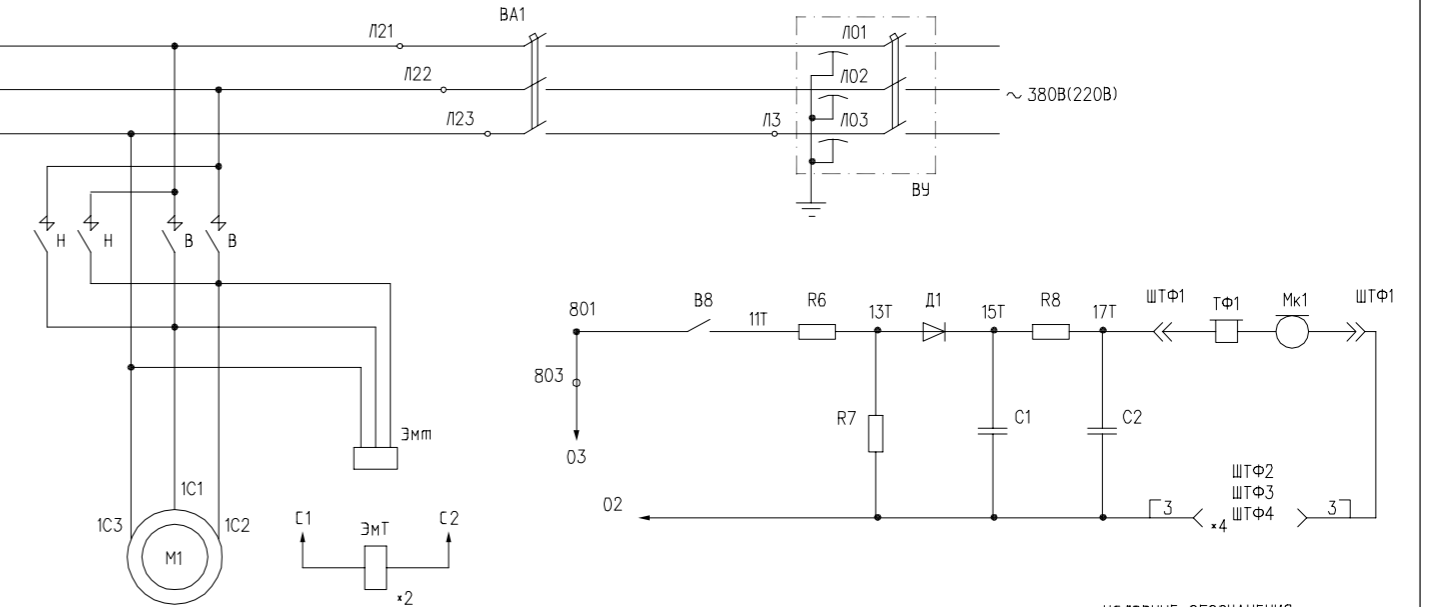 ВА1
Л21
Л01
Л22
Л02
~ 380В(220В)
Л23
Л3
Л03
ВУ
Н
Н
В
В
801
В8
11Т
R6
13Т
Д1
15Т
R8
17Т
ШТФ1
ТФ1
Мк1
ШТФ1
803
03
R7
С1
С2
Эмт
02
ШТФ2
ШТФ3
ШТФ4
3
*4
3
1С1
1С3
1С2
М1
С1
ЭмТ
С2
*2